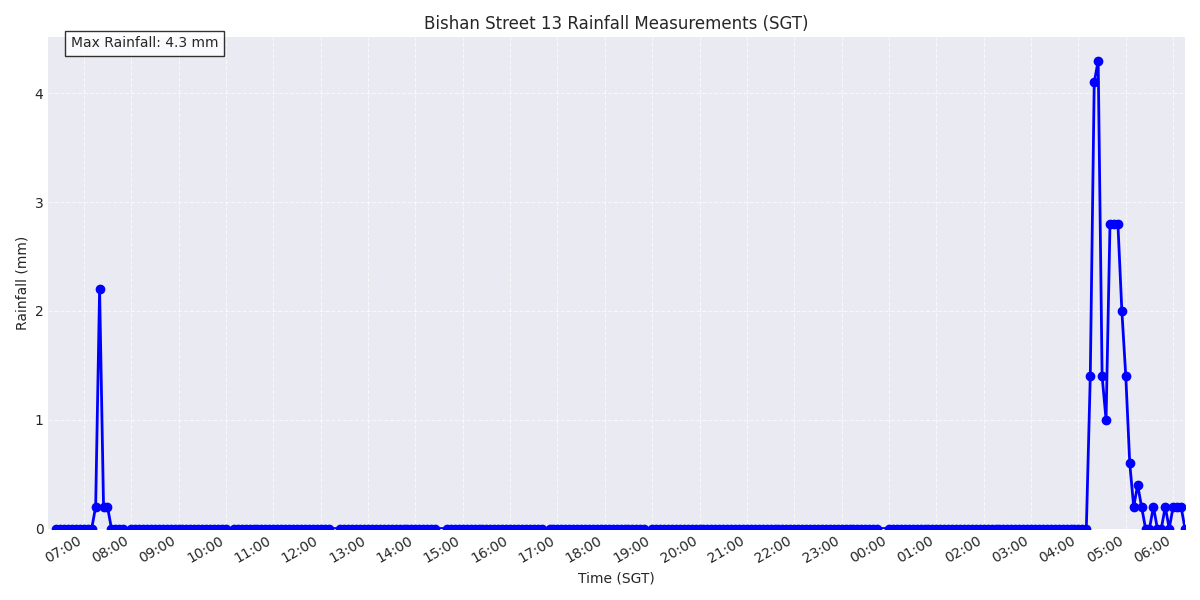 Bishan Street 13 Rainfall Measurements (SGT)
Max Rainfall: 4.3 mm
Rainfall (mm)
4
3
2
1
0
07:00 08:00 09:00 10:00 11:00 12:00 13:00 14:00 15:00 16:00 17:00 18:00 19:00 20:00 21:00 22:00 23:00 00:00 01:00 02:00 03:00 04:00 05:00 06:00
Time (SGT)